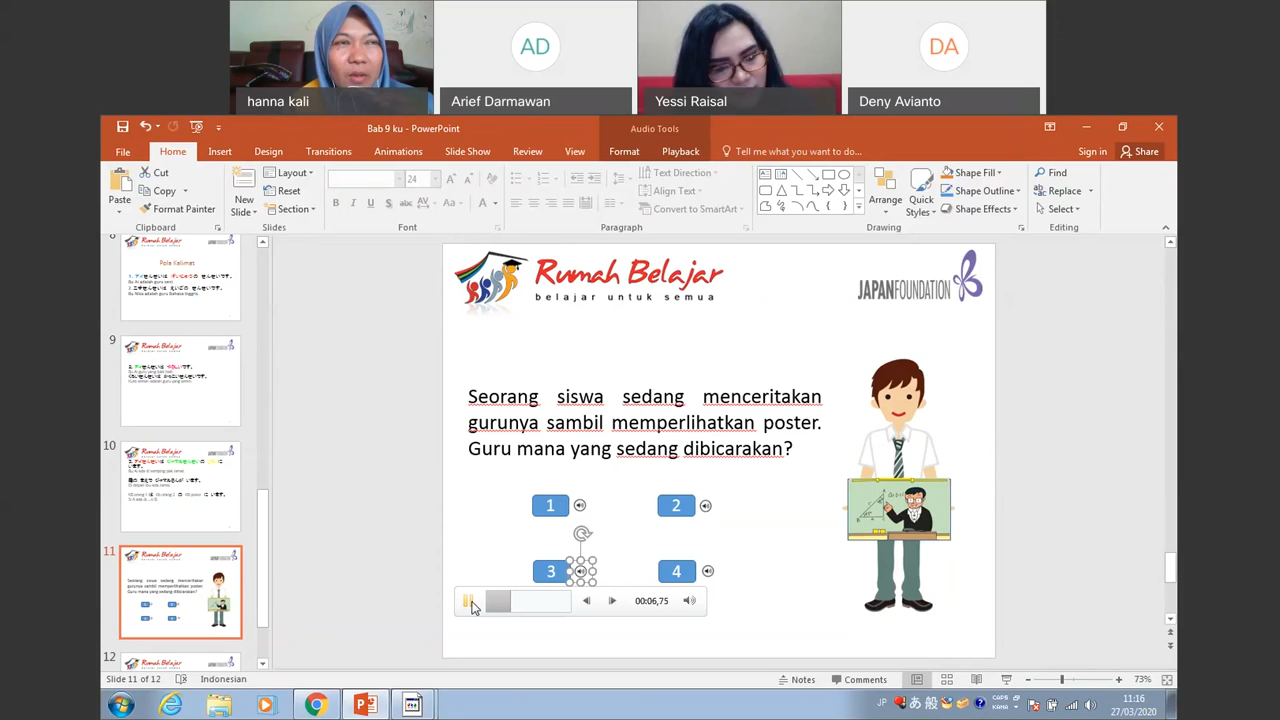 AD
DA
hanna kali
Arief Darmawan
Yessi Raisal
Deny Avianto
Bab 9 ku - PowerPoint
Audio Tools
File
Home
Insert
Design
Transitions
Animations
Slide Show
Review
View
Format
Playback
Tell me what you want to do...
Sign in
Share
Paste
Cut
Copy
Format Painter
Clipboard
New
Slide
Layout
Reset
Section
Slides
24
Font
Text Direction
Align Text
Convert to SmartArt
Paragraph
Arrange
Quick
Styles
Shape Fill
Shape Outline
Shape Effects
Drawing
Find
Replace
Select
Editing
Pola Kalimat
9
10
11
12
Rumah Belajar
belajar untuk semua
JAPANFOUNDATION
Seorang siswa sedang menceritakan
gurunya sambil memperlihatkan poster.
Guru mana yang sedang dibicarakan?
1
2
3
4
00:06,75
Slide 11 of 12
Indonesian
Notes
Comments
73%
JP
あ
般
CAPS
KANA
11:16
27/03/2020